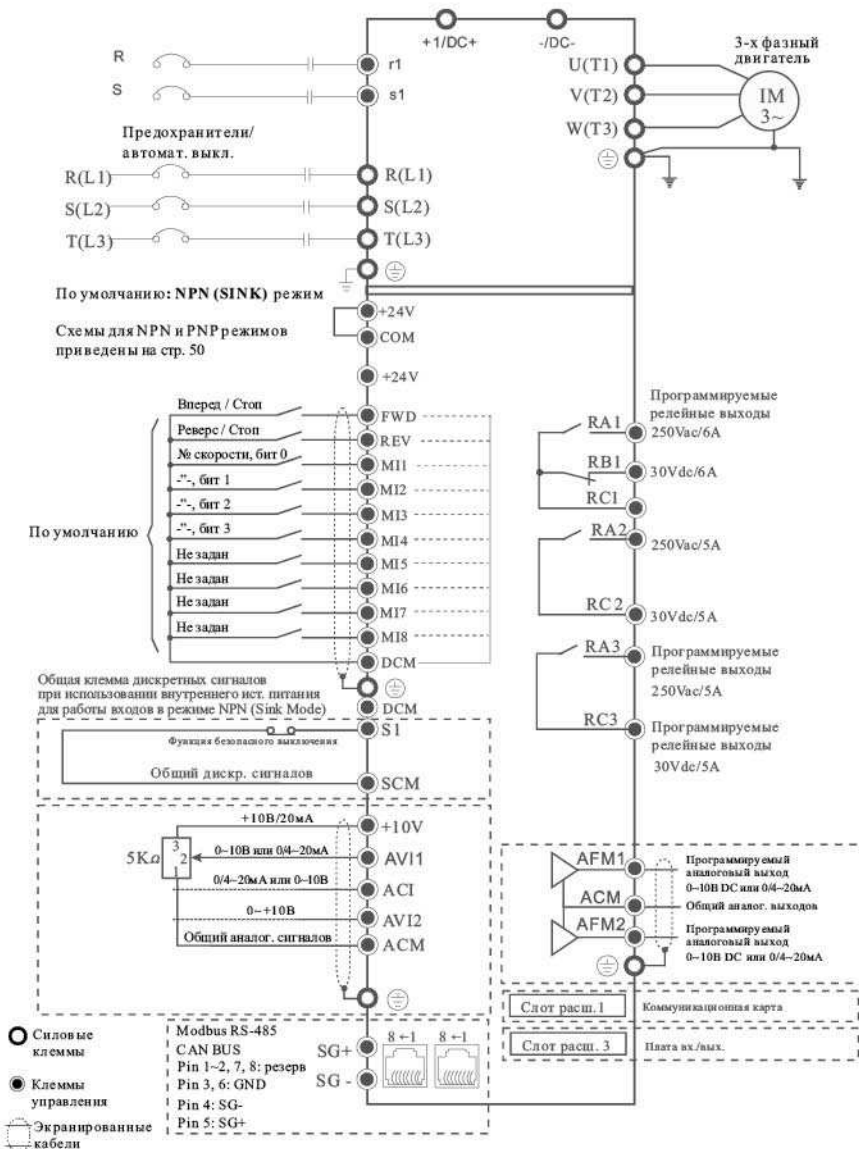 +1/DC+
-/DC-
R
r1
S
s1
U(T1)
V(T2)
W(T3)
3-х фазный
двигатель
IM
3~
Предохранители/
автомат. выкл.
R(L1)
R(L1)
S(L2)
S(L2)
T(L3)
T(L3)
По умолчанию: NPN (SINK) режим
Схемы для NPN и PNP режимов
приведены на стр. 50
+24V
COM
+24V
Вперед / Стоп
FWD
Реверс / Стоп
REV
№ скорости, бит 0
MI1
-"-, бит 1
MI2
-"-, бит 2
MI3
-"-, бит 3
MI4
Не задан
MI5
Не задан
MI6
Не задан
MI7
Не задан
MI8
По умолчанию
DCM
Общая клемма дискретных сигналов
при использовании внутреннего ист. питания
для работы входов в режиме NPN (Sink Mode)
DCM
S1
Функция безопасного выключения
Общий дискр. сигналов
SCM
+10В/20мА
+10V
5KΩ
3
2
1
0~10В или 0/4~20мА
AVI1
0/4~20мА или 0~10В
ACI
0~+10В
AVI2
Общий аналог. сигналов
ACM
Программируемые
релейные выходы
250Vac/6A
RA1
RB1
30Vdc/6A
RC1
RA2
250Vac/5A
RC2
30Vdc/5A
RA3
Программируемые
релейные выходы
250Vac/5A
RC3
Программируемые
релейные выходы
30Vdc/5A
AFM1
Программируемый
аналоговый выход
0~10В DC или 0/4~20мА
ACM
Общий аналог. выходов
AFM2
Программируемый
аналоговый выход
0~10В DC или 0/4~20мА
Слот расш. 1
Коммуникационная карта
Слот расш. 3
Плата вх./вых.
Силовые
клеммы
Клеммы
управления
Экранированные
кабели
Modbus RS-485
CAN BUS
Pin 1~2, 7, 8: резерв
Pin 3, 6: GND
Pin 4: SG-
Pin 5: SG+
SG+
SG -
8 ←1
8 ←1